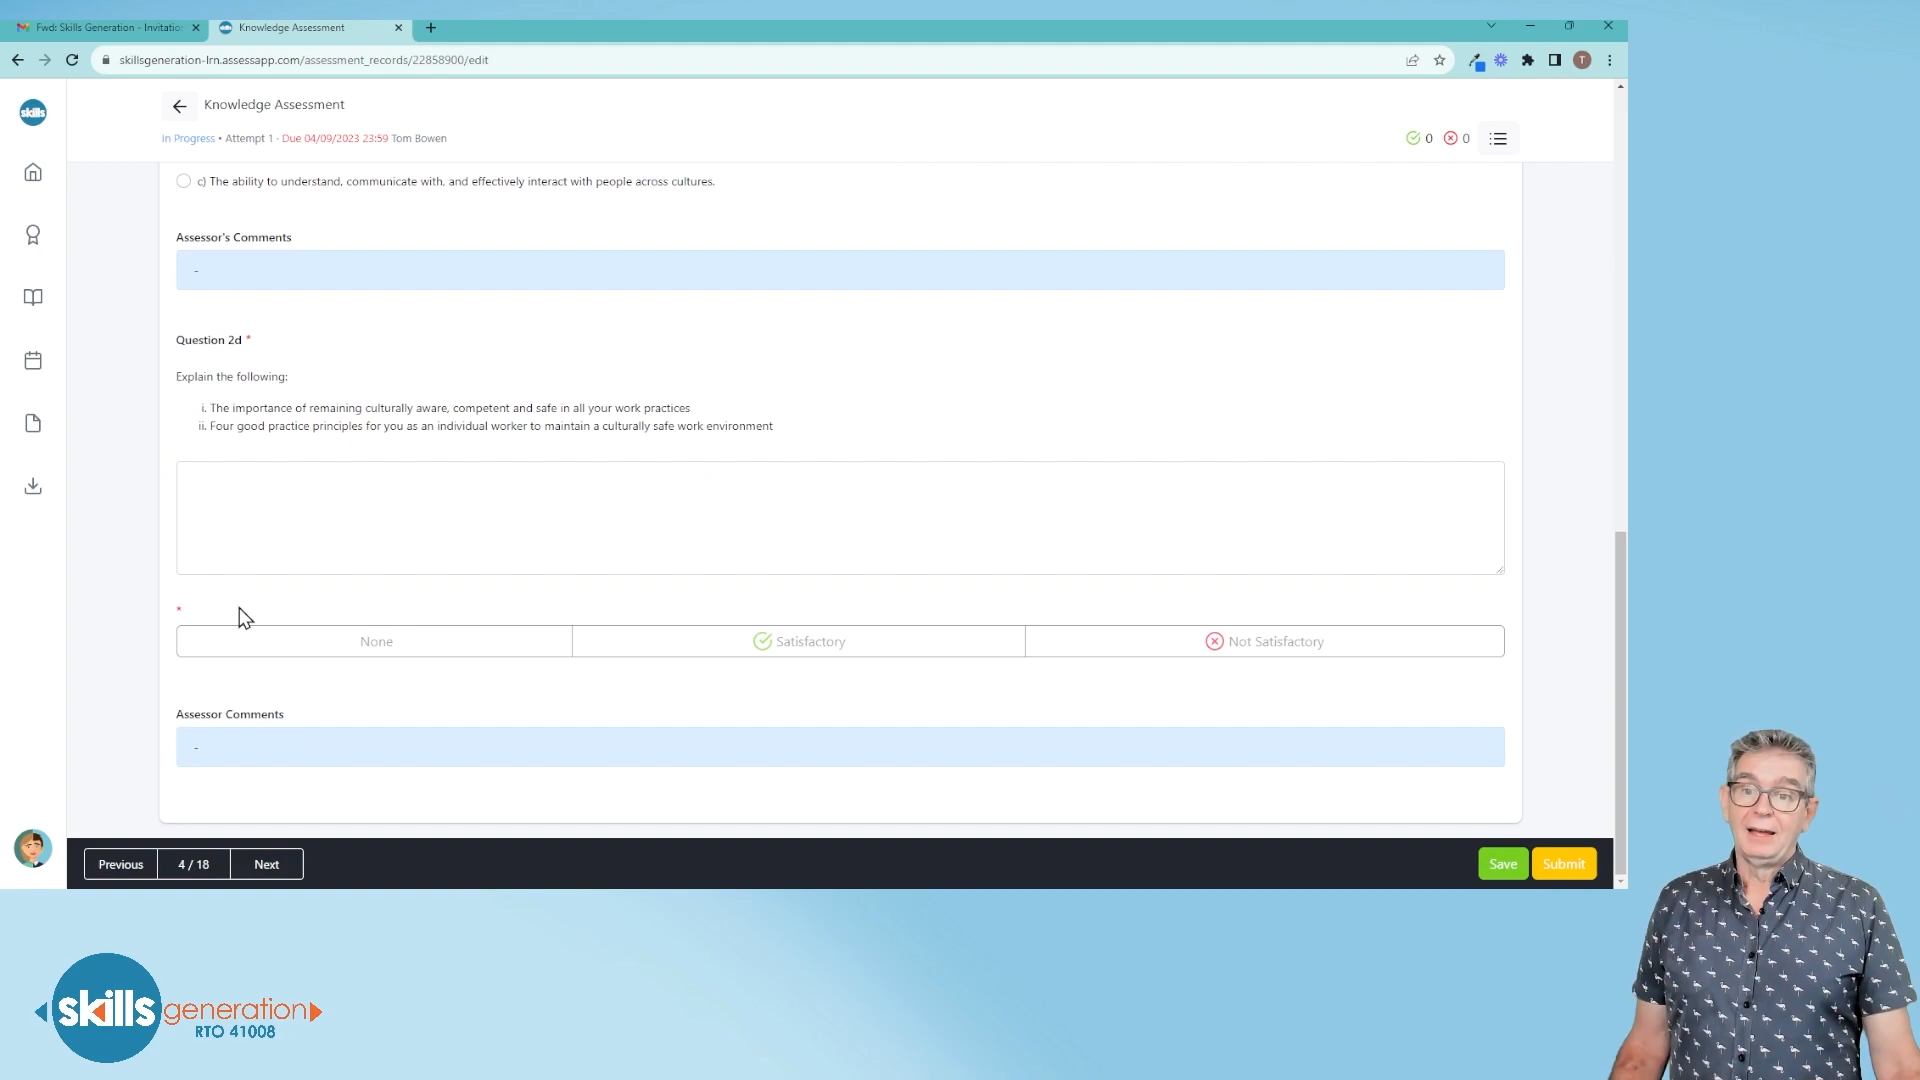 Fwd: Skills Generation - Invitatio
Knowledge Assessment
skillsgeneration-lrn.assessapp.com/assessment_records/22858900/edit
T
skills
Knowledge Assessment
In Progress • Attempt 1 · Due 04/09/2023 23:59 Tom Bowen
0 0
c) The ability to understand, communicate with, and effectively interact with people across cultures.
Assessor's Comments
-
Question 2d *
Explain the following:
i. The importance of remaining culturally aware, competent and safe in all your work practices
ii. Four good practice principles for you as an individual worker to maintain a culturally safe work environment
*
None Satisfactory Not Satisfactory
Assessor Comments
-
Previous 4 / 18 Next Save Submit
skills generation
RTO 41008